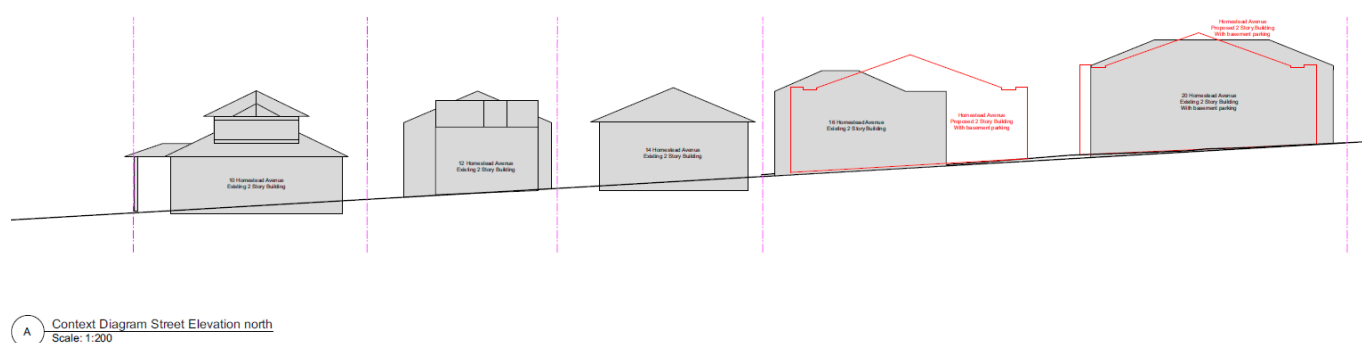 Homestead Avenue
Proposed 2 Story Building
With basement parking
10 Homestead Avenue
Existing 2 Story Building
12 Homestead Avenue
Existing 2 Story Building
14 Homestead Avenue
Existing 2 Story Building
16 Homestead Avenue
Existing 2 Story Building
Homestead Avenue
Proposed 2 Story Building
With basement parking
20 Homestead Avenue
Existing 2 Story Building
With basement parking
A
Context Diagram Street Elevation north
Scale: 1:200